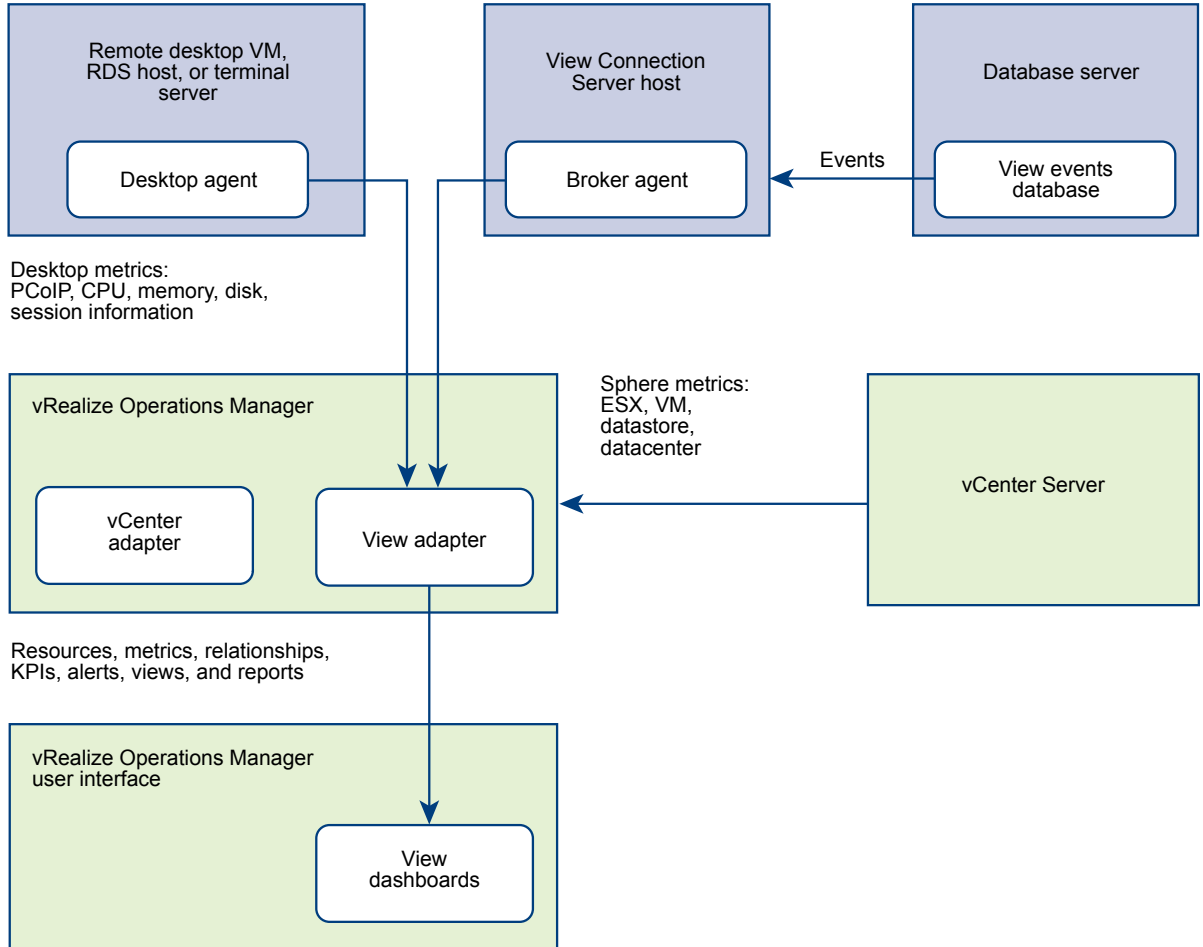 Remote desktop VM,
RDS host, or terminal
server
Desktop agent
View Connection
Server host
Broker agent
Database server
Events
View events
database
Desktop metrics:
PCoIP, CPU, memory, disk,
session information
vRealize Operations Manager
vCenter
adapter
View adapter
Sphere metrics:
ESX, VM,
datastore,
datacenter
vCenter Server
Resources, metrics, relationships,
KPIs, alerts, views, and reports
vRealize Operations Manager
user interface
View
dashboards